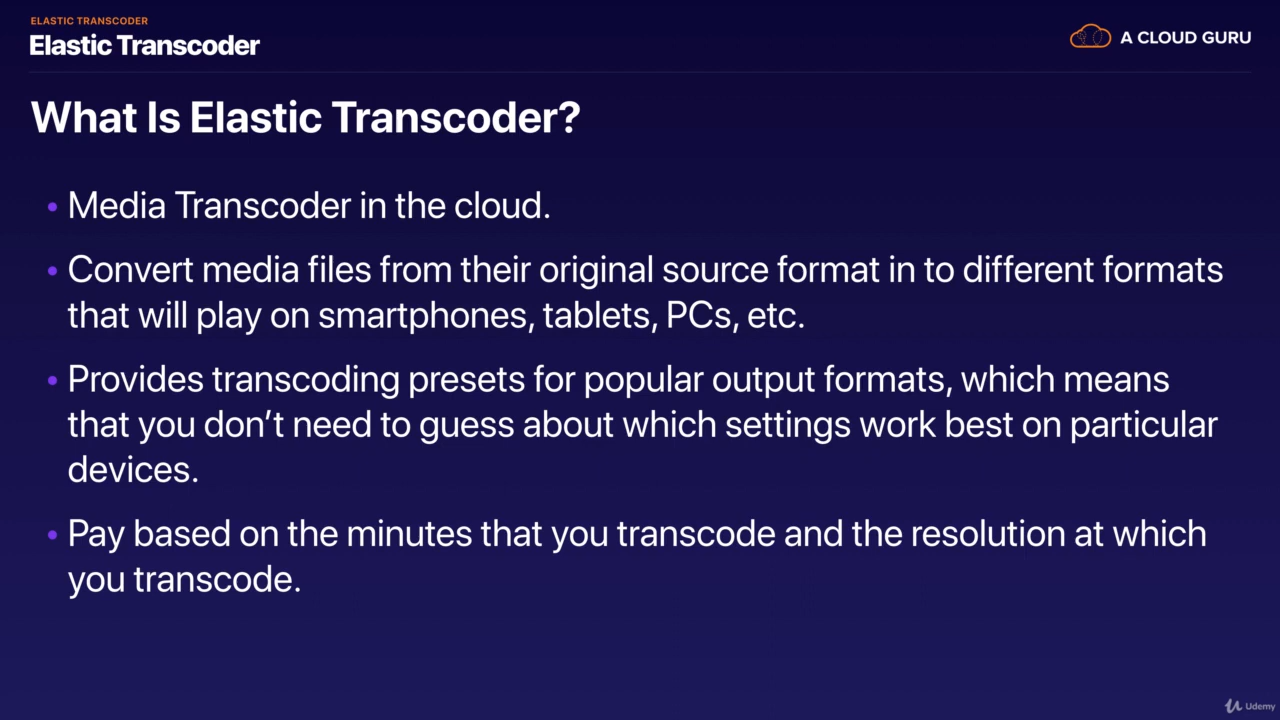 ELASTIC TRANSCODER
Elastic Transcoder
A CLOUD GURU
What Is Elastic Transcoder?
• Media Transcoder in the cloud.
• Convert media files from their original source format in to different formats
that will play on smartphones, tablets, PCs, etc.
• Provides transcoding presets for popular output formats, which means
that you don’t need to guess about which settings work best on particular
devices.
• Pay based on the minutes that you transcode and the resolution at which
you transcode.
Udemy